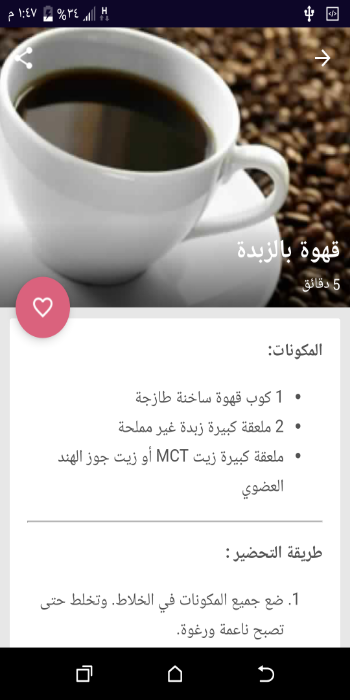 ١:٤٧ م %٣٤ H
قهوة بالزبدة
5 دقائق
المكونات:
• 1 كوب قهوة ساخنة طازجة
• 2 ملعقة كبيرة زبدة غير مملحة
• ملعقة كبيرة زيت MCT أو زيت جوز الهند
العضوي
طريقة التحضير :
1. ضع جميع المكونات في الخلاط. وتخلط حتى
تصبح ناعمة ورغوة.